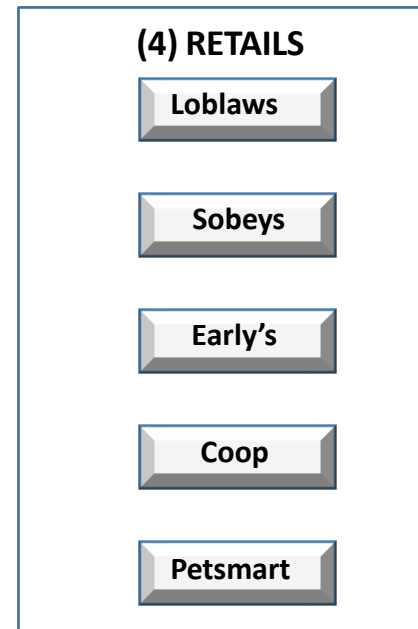 (4) RETAILS
Loblaws
Sobeys
Early’s
Coop
Petsmart